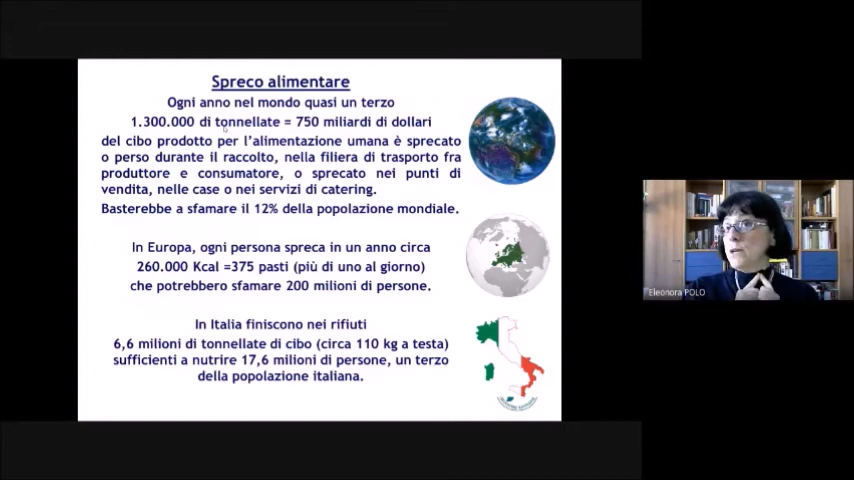 Spreco alimentare
Ogni anno nel mondo quasi un terzo
1.300.000 di tonnellate = 750 miliardi di dollari
del cibo prodotto per l'alimentazione umana è sprecato
o perso durante il raccolto, nella filiera di trasporto fra
produttore e consumatore, o sprecato nei punti di
vendita, nelle case o nei servizi di catering.
Basterebbe a sfamare il 12% della popolazione mondiale.
In Europa, ogni persona spreca in un anno circa
260.000 Kcal =375 pasti (più di uno al giorno)
che potrebbero sfamare 200 milioni di persone.
In Italia finiscono nei rifiuti
6,6 milioni di tonnellate di cibo (circa 110 kg a testa)
sufficienti a nutrire 17,6 milioni di persone, un terzo
della popolazione italiana.
Eleonora POLO